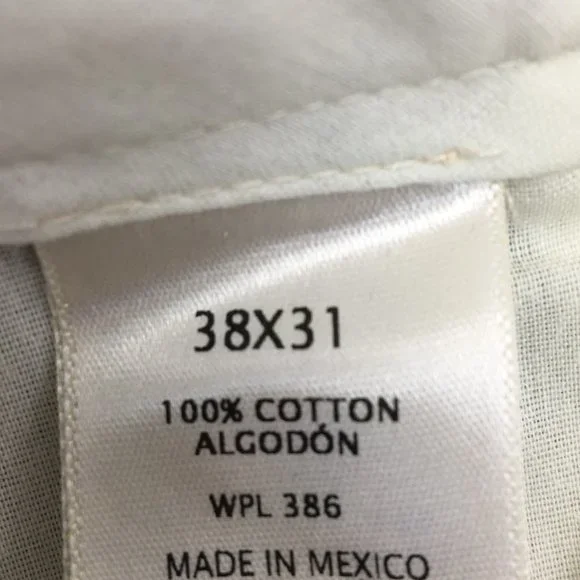 38X31
100% COTTON
ALGODÓN
WPL 386
MADE IN MEXICO